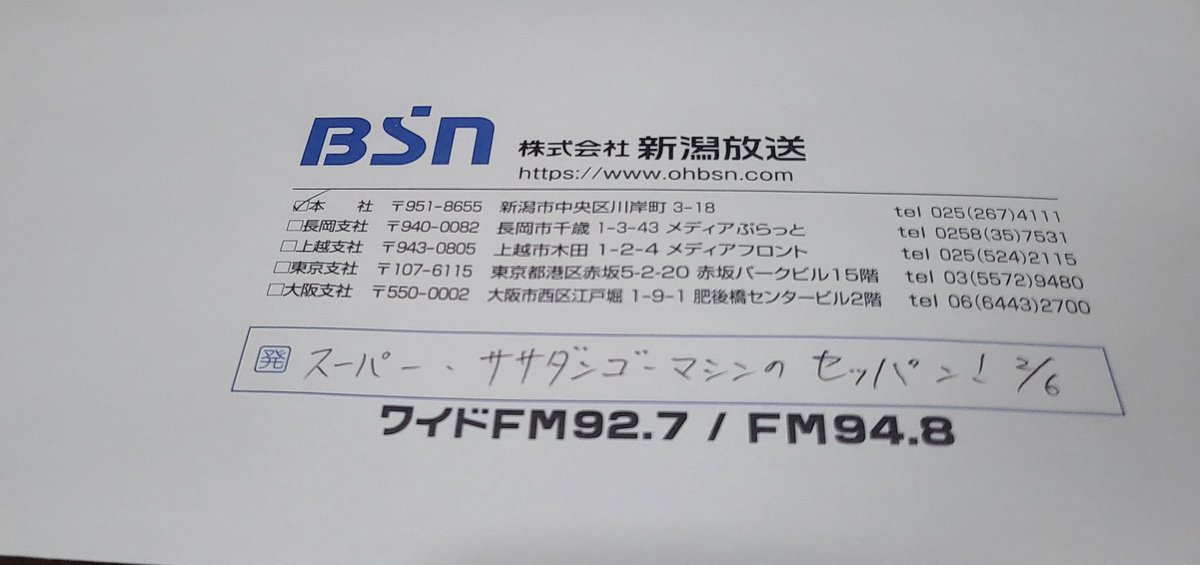 BSN 株式会社 新潟放送
https://www.ohbsn.com
☑本 社 〒951-8655 新潟市中央区川岸町 3-18 tel 025(267)4111
□長岡支社 〒940-0082 長岡市千歳 1-3-43 メディアぷらっと tel 0258(35)7531
□上越支社 〒943-0805 上越市木田 1-2-4 メディアフロント tel 025(524)2115
□東京支社 〒107-6115 東京都港区赤坂5-2-20 赤坂パークビル15階 tel 03(5572)9480
□大阪支社 〒550-0002 大阪市西区江戸堀 1-9-1 肥後橋センタービル2階 tel 06(6443)2700
発 スーパー・ササダンゴーマシンの セッパン! 2/6
ワイドFM92.7 / FM94.8